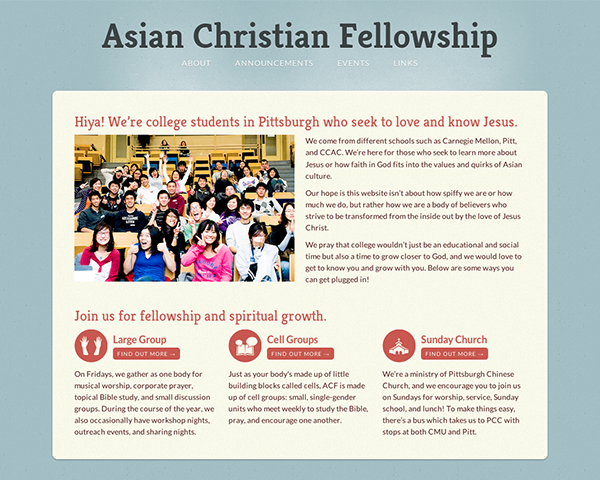 Asian Christian Fellowship
ABOUT ANNOUNCEMENTS EVENTS LINKS
Hiya! We're college students in Pittsburgh who seek to love and know Jesus.
We come from different schools such as Carnegie Mellon, Pitt,
and CCAC. We're here for those who seek to learn more about
Jesus or how faith in God fits into the values and quirks of Asian
culture.
Our hope is this website isn't about how spiffy we are or how
much we do, but rather how we are a body of believers who
strive to be transformed from the inside out by the love of Jesus
Christ.
We pray that college wouldn't just be an educational and social
time but also a time to grow closer to God, and we would love to
get to know you and grow with you. Below are some ways you
can get plugged in!
Join us for fellowship and spiritual growth.
Large Group
FIND OUT MORE →
On Fridays, we gather as one body for
musical worship, corporate prayer,
topical Bible study, and small discussion
groups. During the course of the year, we
also occasionally have workshop nights,
outreach events, and sharing nights.
Cell Groups
FIND OUT MORE →
Just as your body's made up of little
building blocks called cells, ACF is made
up of cell groups: small, single-gender
units who meet weekly to study the Bible,
pray, and encourage one another.
Sunday Church
FIND OUT MORE →
We're a ministry of Pittsburgh Chinese
Church, and we encourage you to join us
on Sundays for worship, service, Sunday
school, and lunch! To make things easy,
there's a bus which takes us to PCC with
stops at both CMU and Pitt.